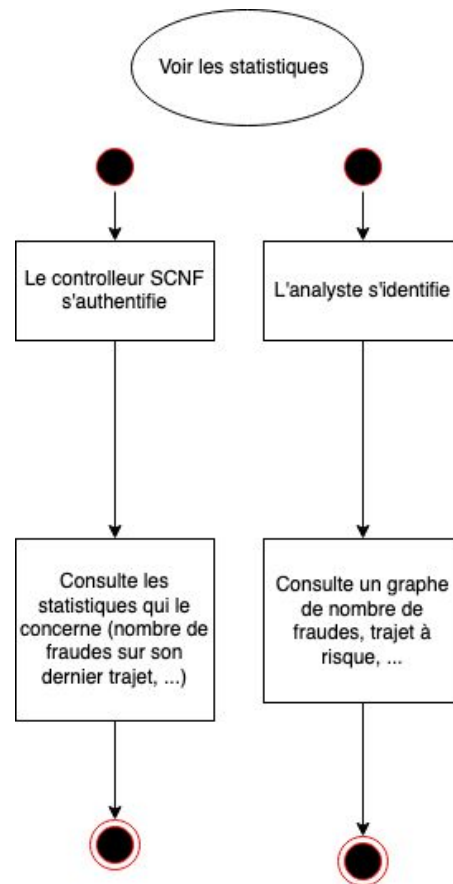 Voir les statistiques
Le controlleur SCNF
s'authentifie
L'analyste s'identifie
Consulte les
statistiques qui le
concerne (nombre de
fraudes sur son
dernier trajet, ...)
Consulte un graphe
de nombre de
fraudes, trajet à
risque, ...